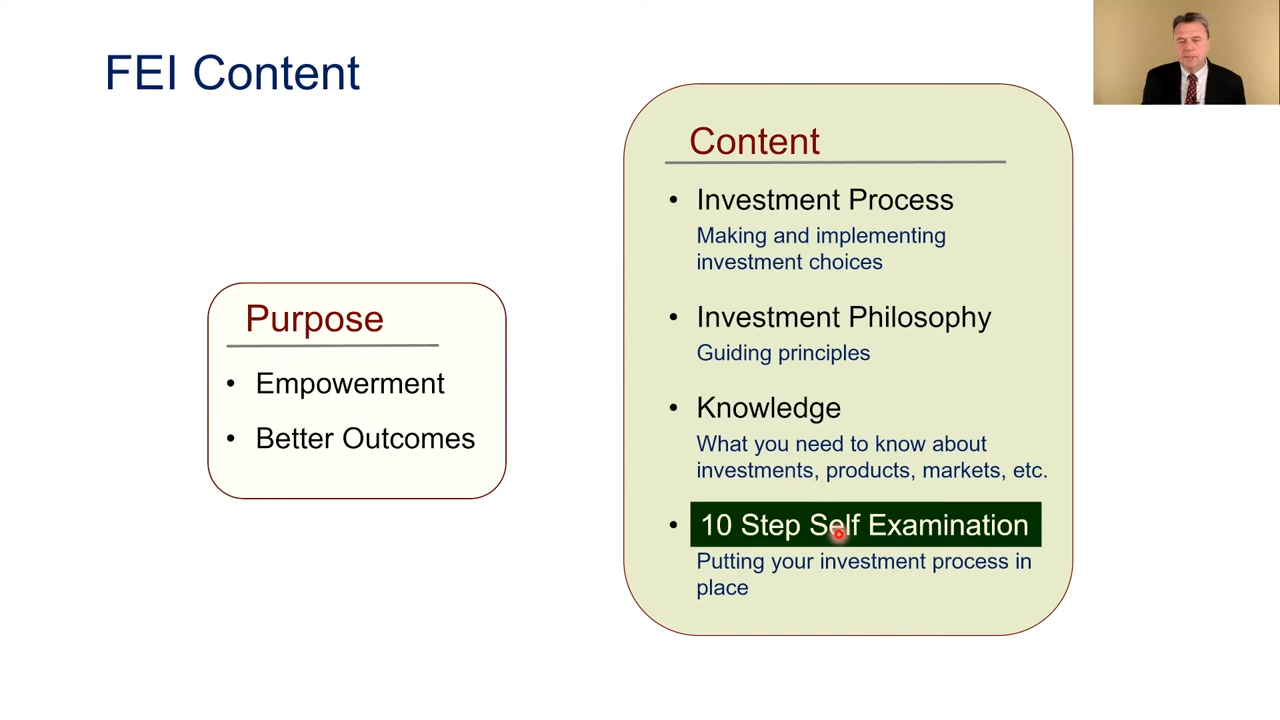 FEI Content
Purpose
• Empowerment
• Better Outcomes
Content
• Investment Process
Making and implementing
investment choices
• Investment Philosophy
Guiding principles
• Knowledge
What you need to know about
investments, products, markets, etc.
• 10 Step Self Examination
Putting your investment process in
place